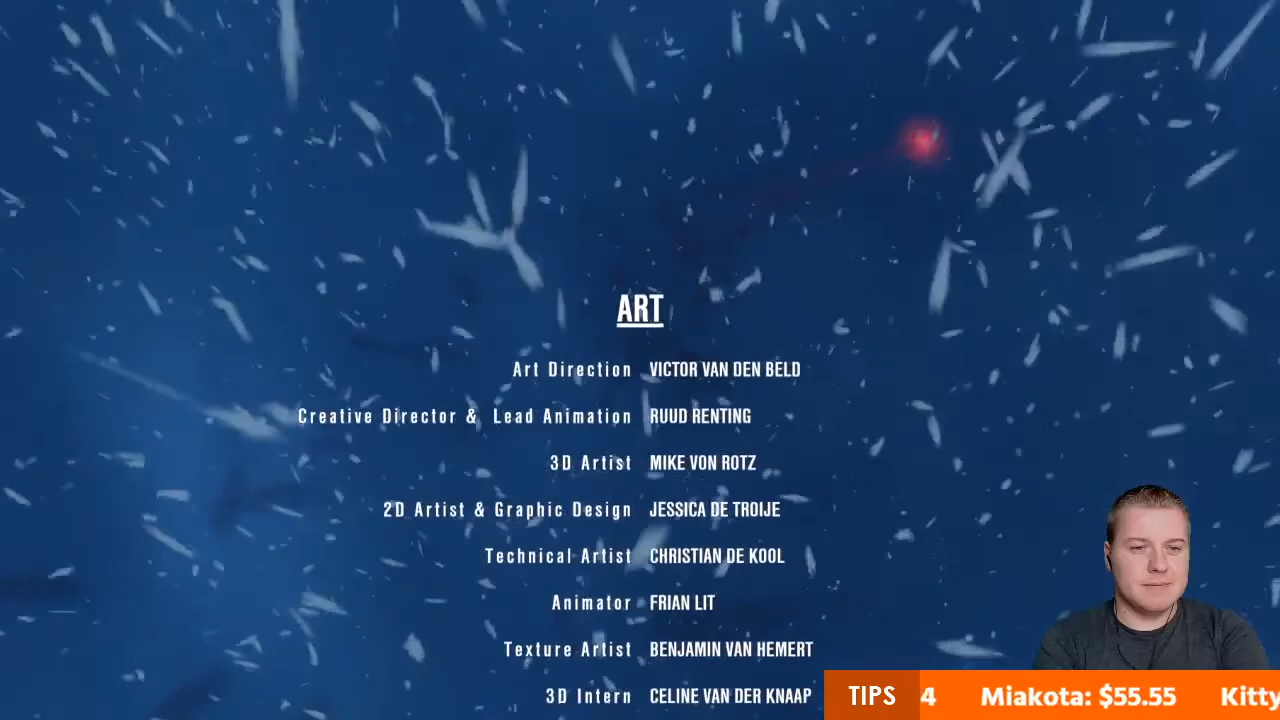 ART
Art Direction VICTOR VAN DEN BELD
Creative Director & Lead Animation RUUD RENTING
3D Artist MIKE VON ROTZ
2D Artist & Graphic Design JESSICA DE TROIJE
Technical Artist CHRISTIAN DE KOOL
Animator FRIAN LIT
Texture Artist BENJAMIN VAN HEMERT
3D Intern CELINE VAN DER KNAAP
TIPS 4 Miakota: $55.55 Kitty